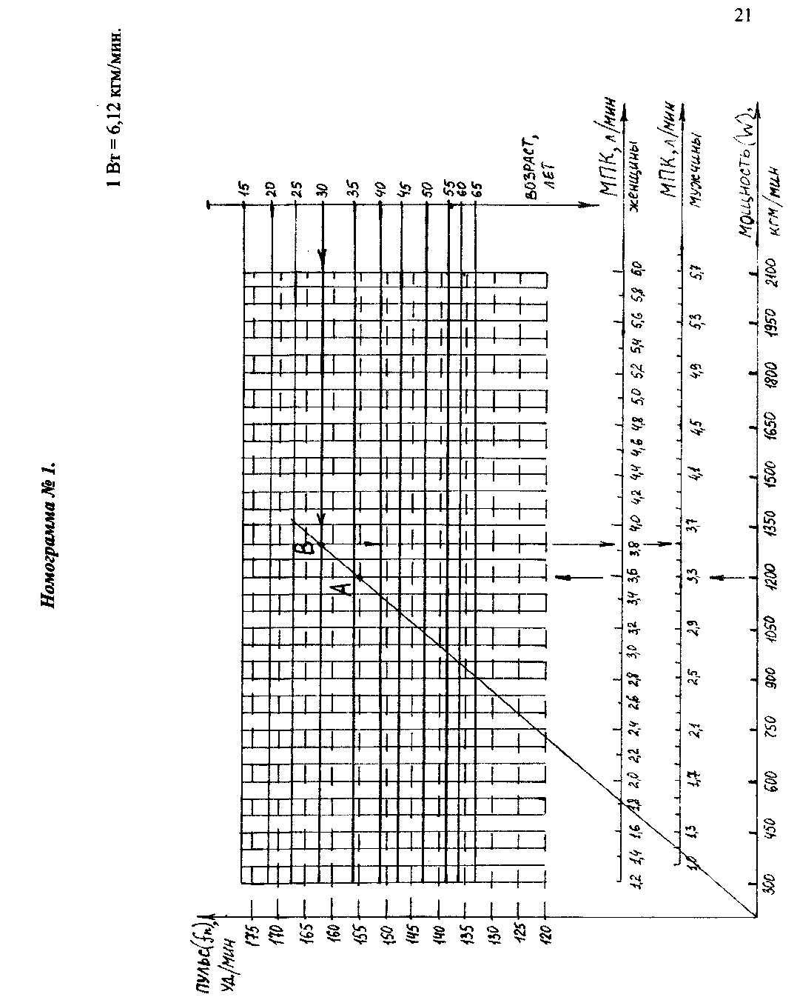 21
Номограмма № 1.
1 Вт = 6,12 кгм/мин.
ПУЛЬС(fн),
УД./МИН
175
170
165
160
155
150
145
140
135
130
125
120
15
20
25
30
35
40
45
50
55
60
65
ВОЗРАСТ,
ЛЕТ
В
А
МПК, Л/МИН
ЖЕНЩИНЫ
1,2 1,4 1,6 1,8 2,0 2,2 2,4 2,6 2,8 3,0 3,2 3,4 3,6 3,8 4,0 4,2 4,4 4,6 4,8 5,0 5,2 5,4 5,6 5,8 6,0
МПК, Л/МИН
МУЖЧИНЫ
1,0 1,3 1,7 2,1 2,5 2,9 3,3 3,7 4,1 4,5 4,9 5,3 5,7
МОЩНОСТЬ(W),
КГМ/МИН
300 450 600 750 900 1050 1200 1350 1500 1650 1800 1950 2100